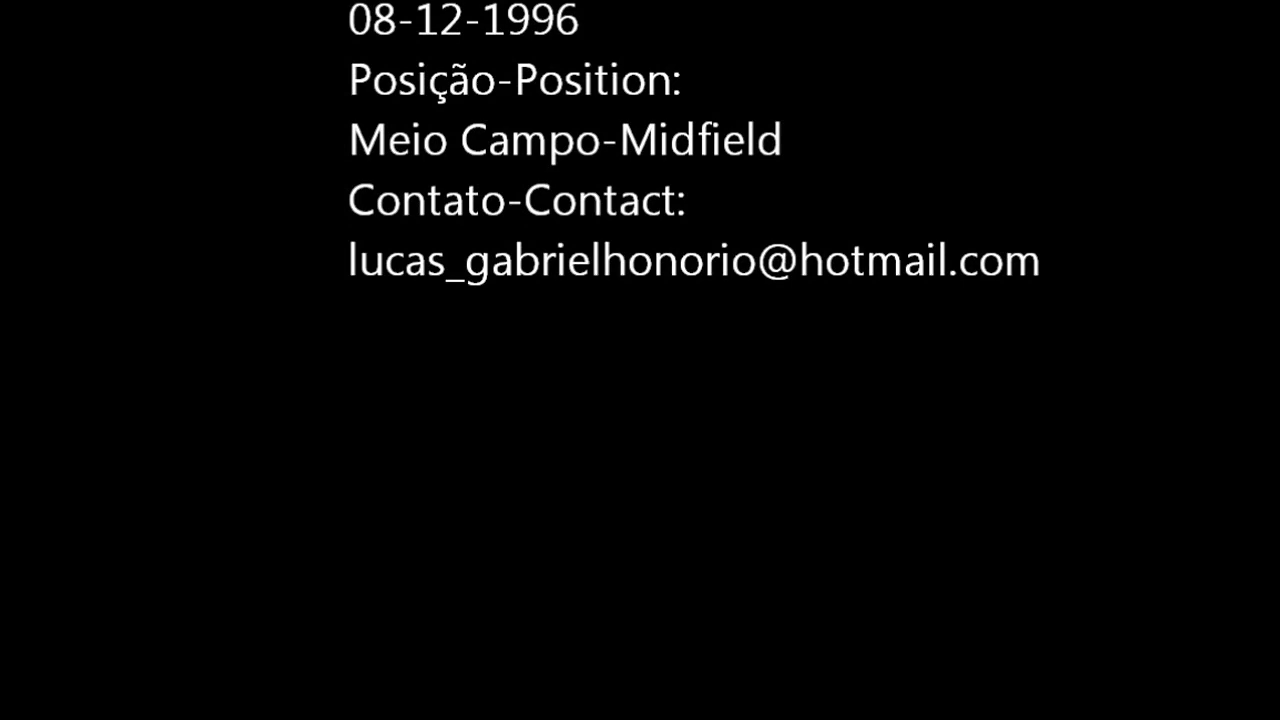 08-12-1996
Posição-Position:
Meio Campo-Midfield
Contato-Contact:
lucas_gabrielhonorio@hotmail.com